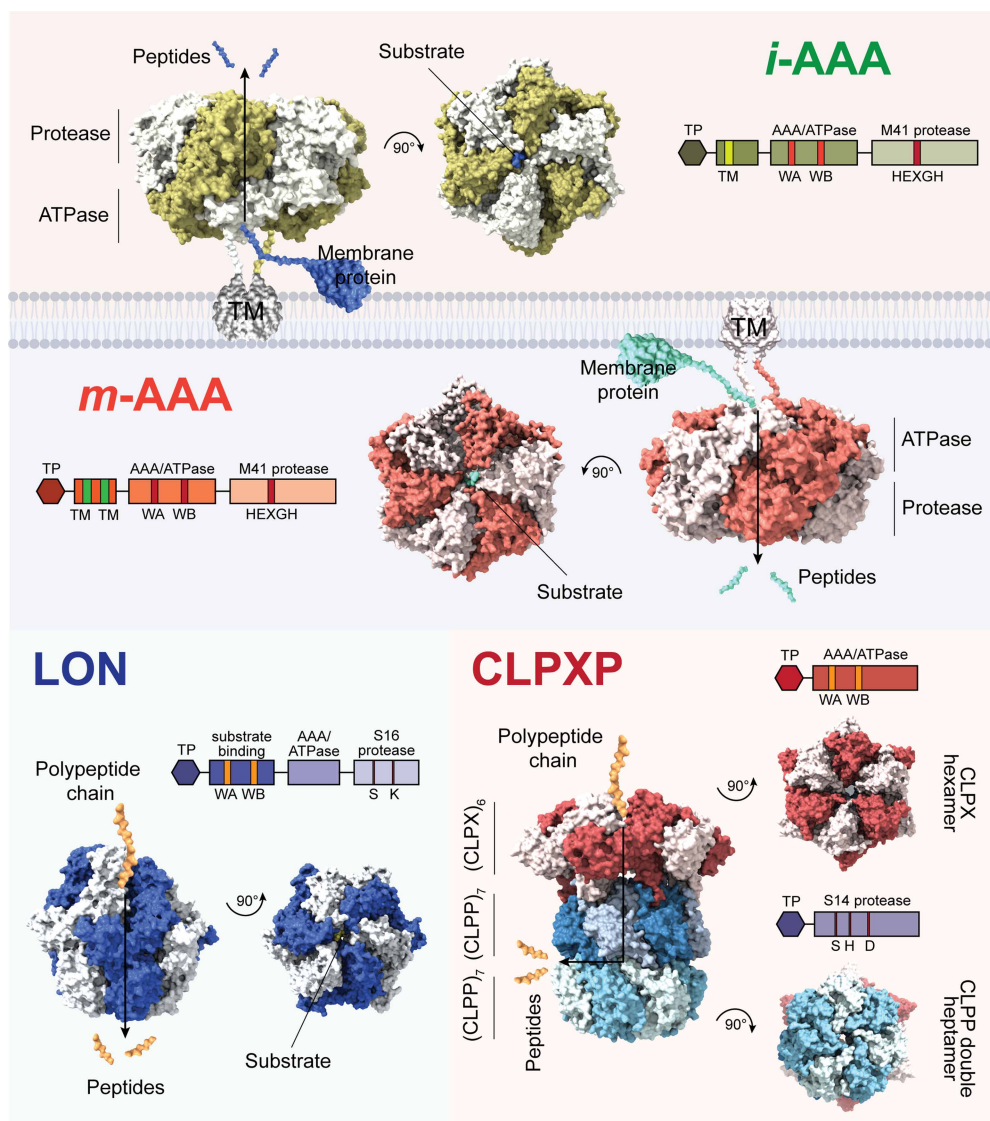 i-AAA
Peptides
Substrate
Protease
ATPase
90°
Membrane
protein
TM
TP
AAA/ATPase
M41 protease
TM
WA
WB
HEXGH
m-AAA
TP
AAA/ATPase
M41 protease
TM
TM
WA
WB
HEXGH
TM
Membrane
protein
90°
ATPase
Protease
Substrate
Peptides
LON
TP
substrate
binding
AAA/
ATPase
S16
protease
WA
WB
S
K
Polypeptide
chain
90°
Substrate
Peptides
CLPXP
Polypeptide
chain
TP
AAA/ATPase
WA
WB
90°
CLPX
hexamer
(CLPX)6
(CLPP)7
(CLPP)7
Peptides
TP
S14 protease
S
H
D
90°
CLPP double
heptamer